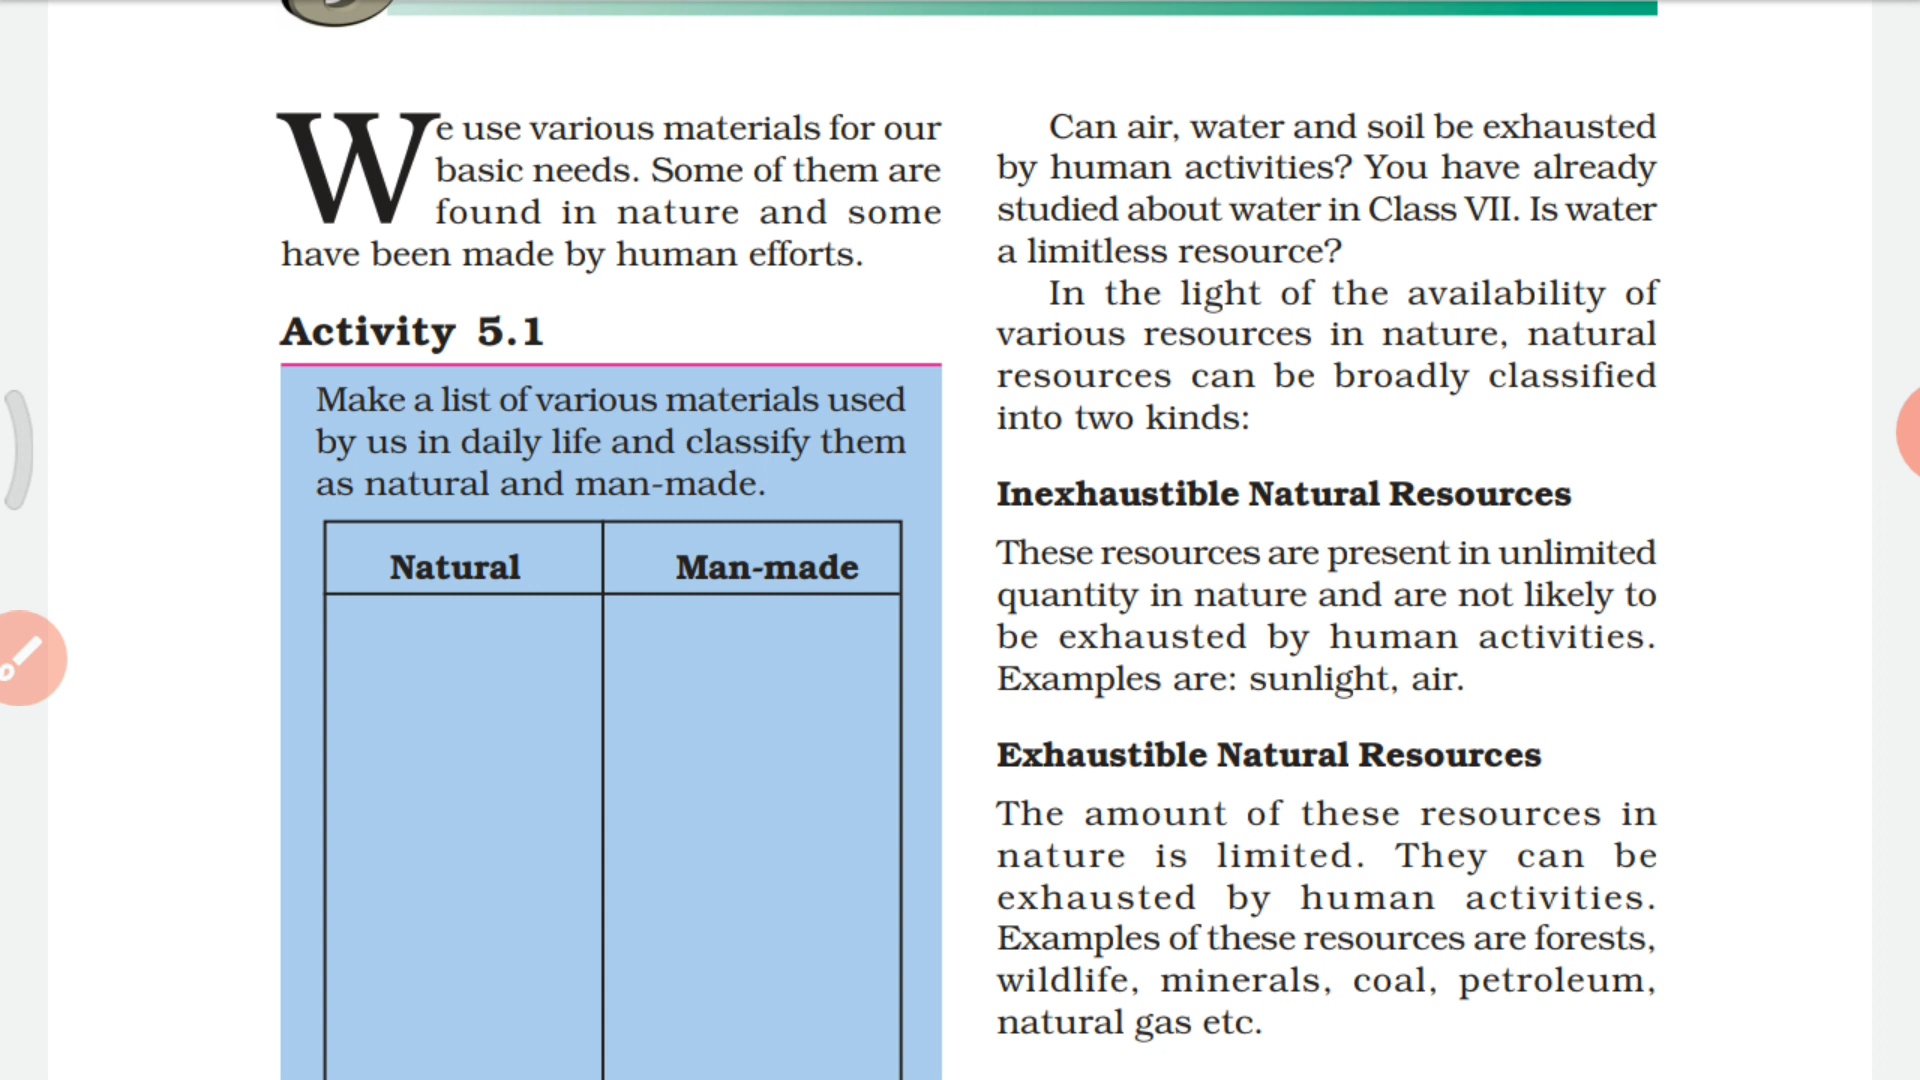 We use various materials for our
basic needs. Some of them are
found in nature and some
have been made by human efforts.
Activity 5.1
Make a list of various materials used
by us in daily life and classify them
as natural and man-made.
Natural Man-made
Can air, water and soil be exhausted
by human activities? You have already
studied about water in Class VII. Is water
a limitless resource?
In the light of the availability of
various resources in nature, natural
resources can be broadly classified
into two kinds:
Inexhaustible Natural Resources
These resources are present in unlimited
quantity in nature and are not likely to
be exhausted by human activities.
Examples are: sunlight, air.
Exhaustible Natural Resources
The amount of these resources in
nature is limited. They can be
exhausted by human activities.
Examples of these resources are forests,
wildlife, minerals, coal, petroleum,
natural gas etc.